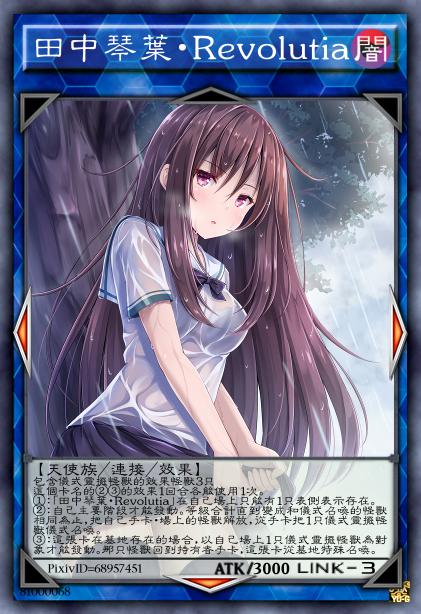 田中琴葉・Revolutia
闇
【天使族/連接/效果】
包含儀式靈擺怪獸的效果怪獸3只
這個卡名的②③的效果1回合各能使用1次。
①:「田中琴葉・Revolutia」在自己場上只能有1只表側表示存在。
②:自己主要階段才能發動。等級合計直到變成和儀式召喚的怪獸
相同為止,把自己手卡・場上的怪獸解放,從手卡把1只儀式靈擺怪
獸儀式召喚。
③:這張卡在墓地存在的場合,以自己場上1只儀式靈擺怪獸為對
象才能發動。那只怪獸回到持有者手卡,這張卡從墓地特殊召喚。
PixivID=68957451
ATK/3000 LINK-3
81000068